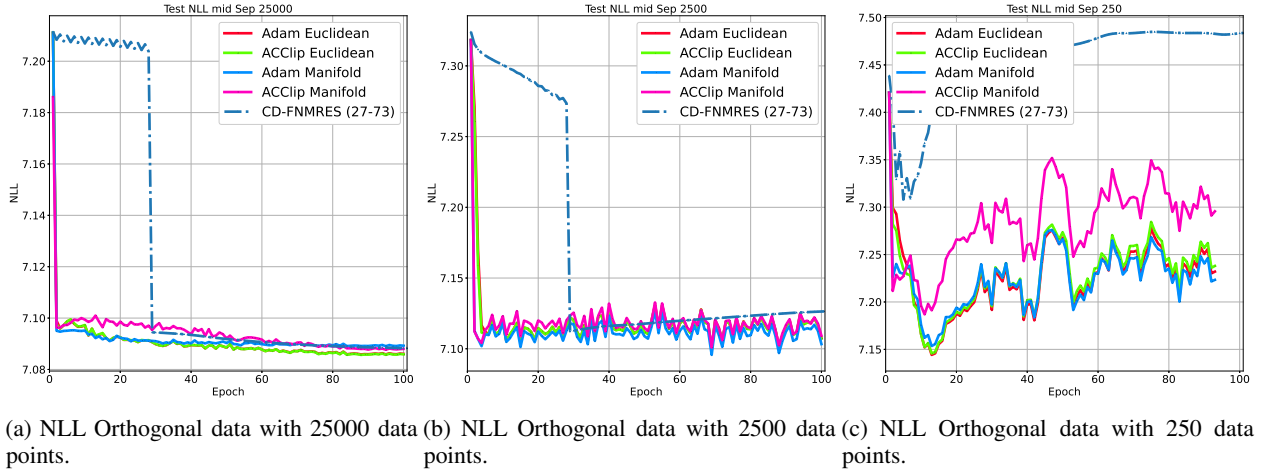 Test NLL mid Sep 25000
NLL
7.20
7.18
7.16
7.14
7.12
7.10
7.08
0 20 40 60 80 100
Epoch
Adam Euclidean
ACClip Euclidean
Adam Manifold
ACClip Manifold
CD-FNMRES (27-73)
Test NLL mid Sep 2500
NLL
7.30
7.25
7.20
7.15
7.10
0 20 40 60 80 100
Epoch
Adam Euclidean
ACClip Euclidean
Adam Manifold
ACClip Manifold
CD-FNMRES (27-73)
Test NLL mid Sep 250
NLL
7.50
7.45
7.40
7.35
7.30
7.25
7.20
7.15
0 20 40 60 80 100
Epoch
Adam Euclidean
ACClip Euclidean
Adam Manifold
ACClip Manifold
CD-FNMRES (27-73)
(a) NLL Orthogonal data with 25000 data
points.
(b) NLL Orthogonal data with 2500 data
points.
(c) NLL Orthogonal data with 250 data
points.